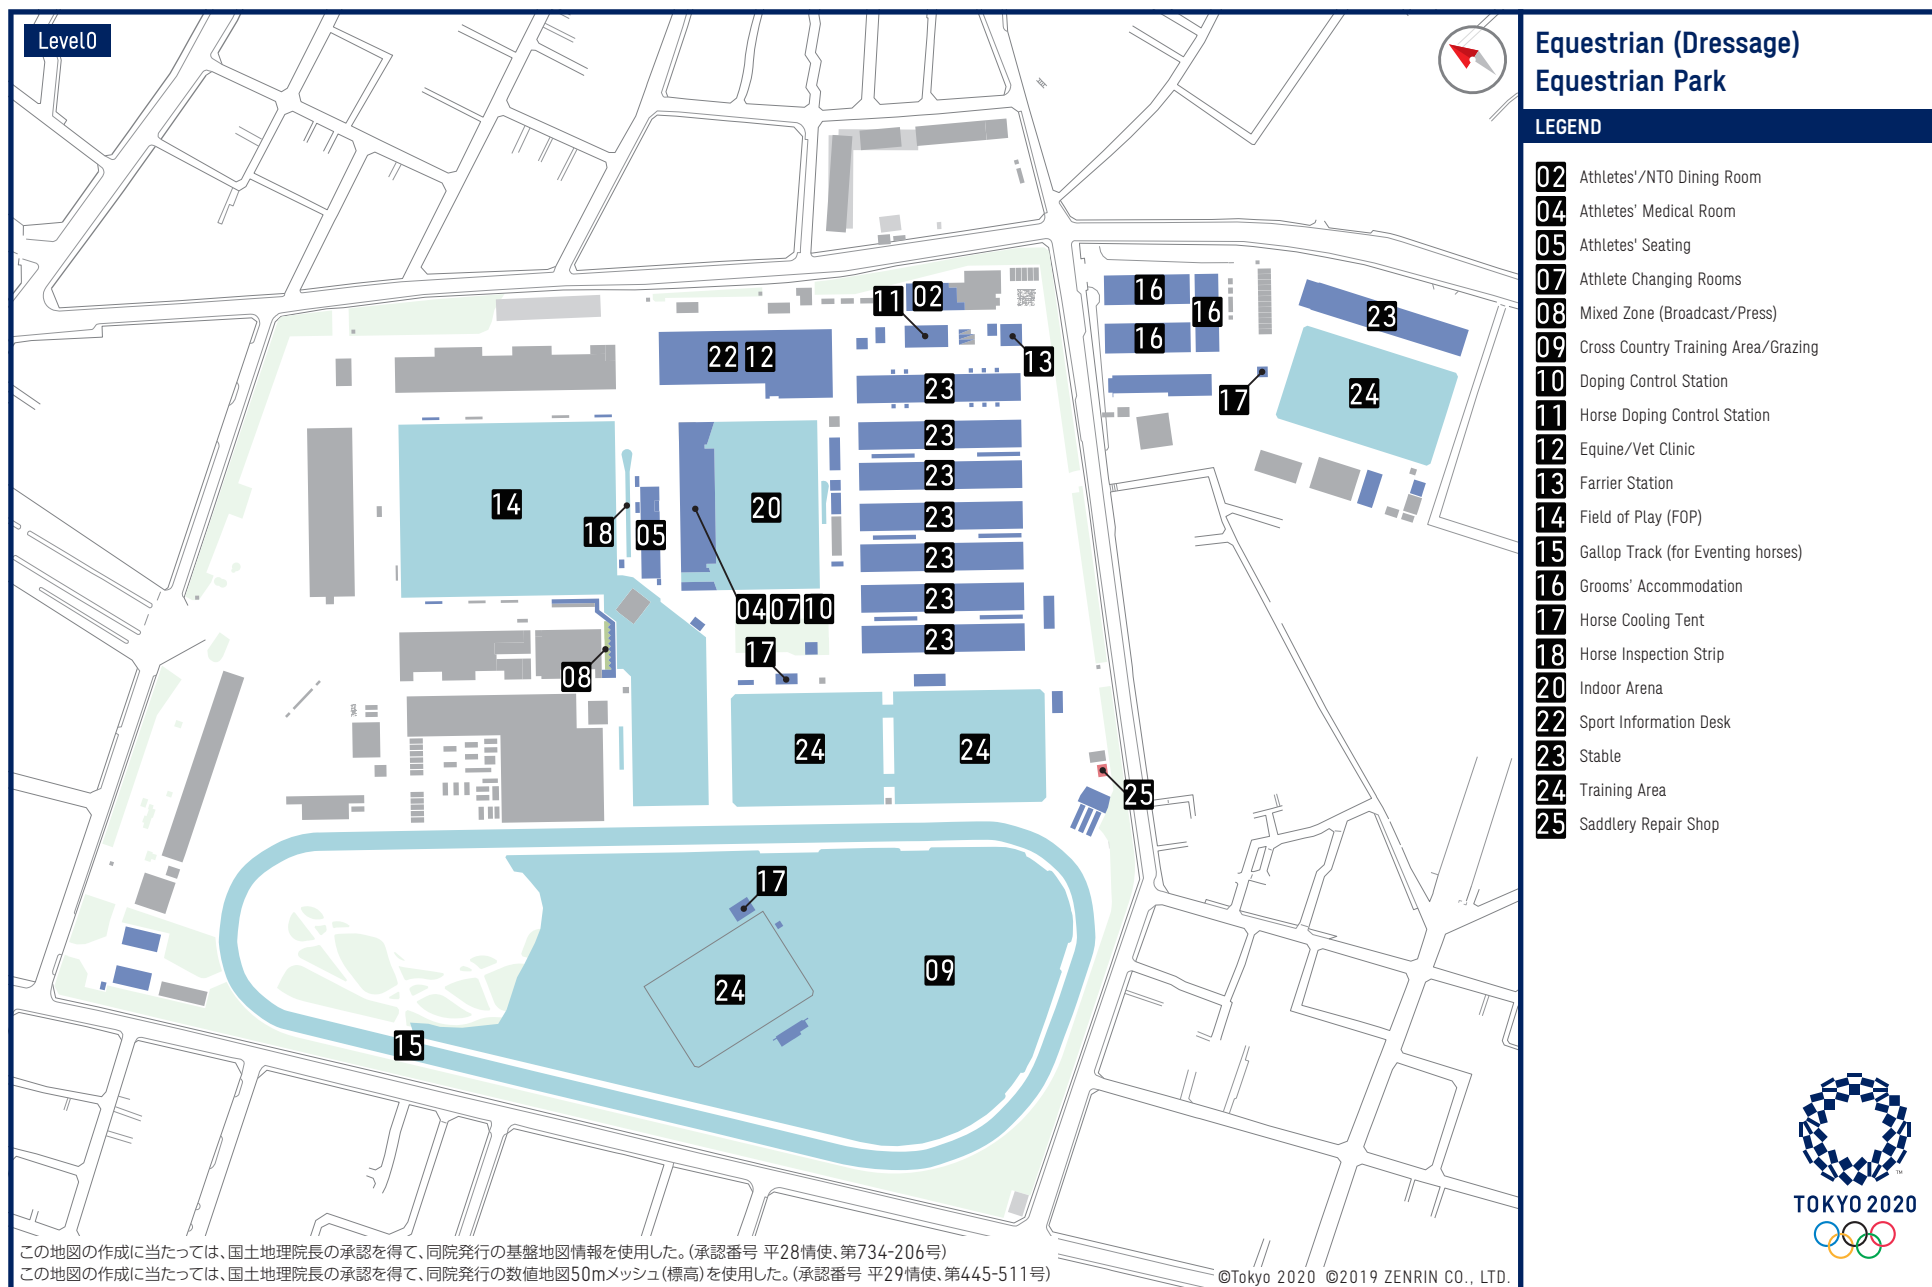 Level0
Equestrian (Dressage)
Equestrian Park
LEGEND
02 Athletes'/NTO Dining Room
04 Athletes' Medical Room
05 Athletes' Seating
07 Athlete Changing Rooms
08 Mixed Zone (Broadcast/Press)
09 Cross Country Training Area/Grazing
10 Doping Control Station
11 Horse Doping Control Station
12 Equine/Vet Clinic
13 Farrier Station
14 Field of Play (FOP)
15 Gallop Track (for Eventing horses)
16 Grooms' Accommodation
17 Horse Cooling Tent
18 Horse Inspection Strip
20 Indoor Arena
22 Sport Information Desk
23 Stable
24 Training Area
25 Saddlery Repair Shop
11 02
16
16
16
23
22 12
13
23
17
24
23
23
14
18
05
20
23
23
04 07 10
23
08
17
23
24
24
25
17
09
24
15
TOKYO 2020
この地図の作成に当たっては、国土地理院長の承認を得て、同院発行の基盤地図情報を使用した。(承認番号 平28情使、第734-206号)
この地図の作成に当たっては、国土地理院長の承認を得て、同院発行の数値地図50mメッシュ(標高)を使用した。(承認番号 平29情使、第445-511号)
©Tokyo 2020 ©2019 ZENRIN CO., LTD.